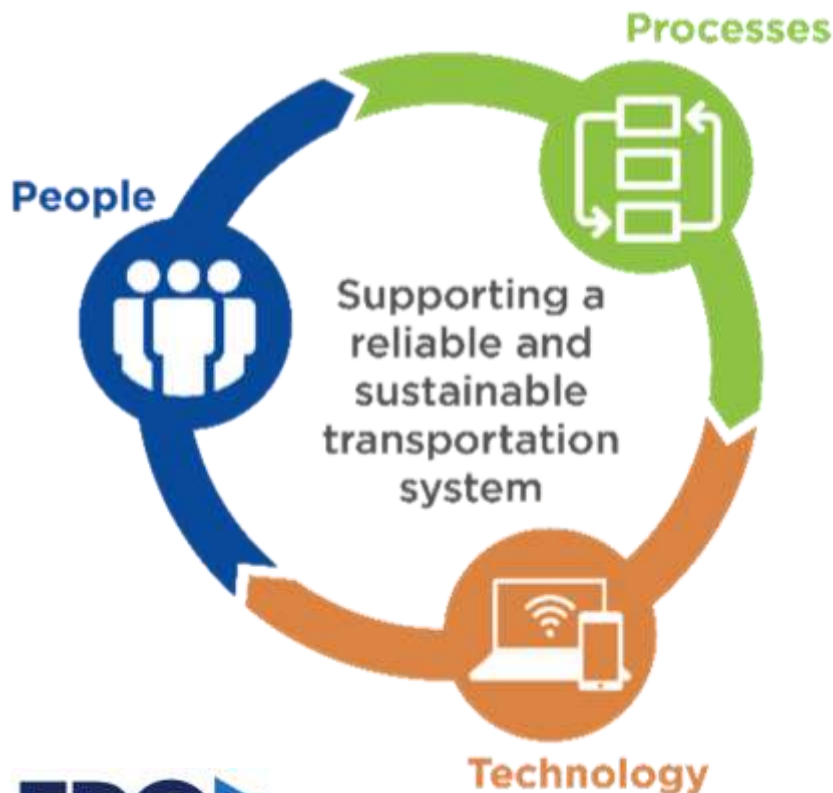 Processes
People
Supporting a
reliable and
sustainable
transportation
system
Technology